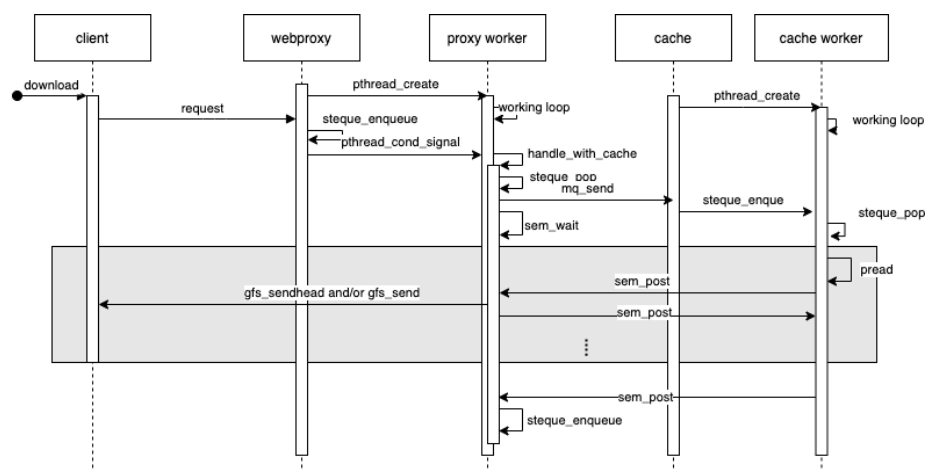 client
webproxy
proxy worker
cache
cache worker
download
pthread_create
pthread_create
request
working loop
steque_enqueue
working loop
pthread_cond_signal
handle_with_cache
steque_pop
mq_send
steque_enque
steque_pop
sem_wait
pread
sem_post
gfs_sendhead and/or gfs_send
sem_post
sem_post
steque_enqueue